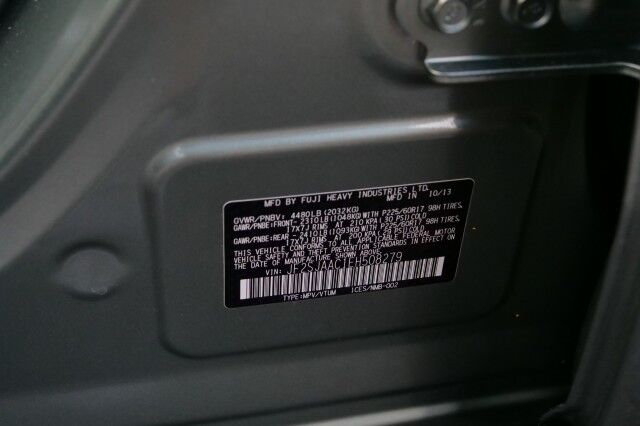 MFD BY FUJI HEAVY INDUSTRIES LTD.
MFD IN 10/13
GVWR/PNBV: 4480LB (2032KG)
GAWR/PNBE:FRONT- 2310LB(1048KG)WITH P225/60R17 98H TIRES.
17X7J RIMS AT 210 KPA(30 PSI)COLD
GAWR/PNBE:REAR - 2410LB(1093KG)WITH P225/60R17 98H TIRES.
17X7J RIMS AT 200 KPA(29 PSI)COLD
THIS VEHICLE CONFORMS TO ALL APPLICABLE FEDERAL MOTOR
VEHICLE SAFETY, BUMPER, AND THEFT PREVENTION STANDARDS IN
EFFECT ON THE DATE OF MANUFACTURE SHOWN ABOVE.
VIN:
TYPE:MPV/VTUM ICES/NMB-002